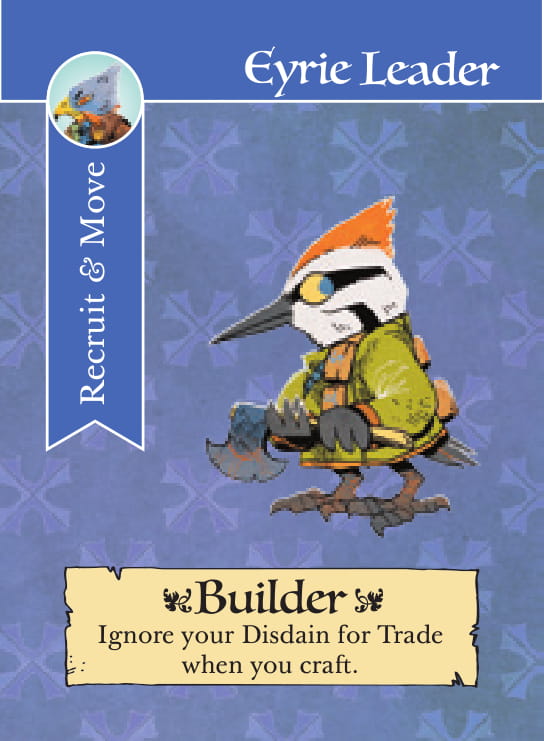 Eyrie Leader
Recruit & Move
Builder
Ignore your Disdain for Trade
when you craft.